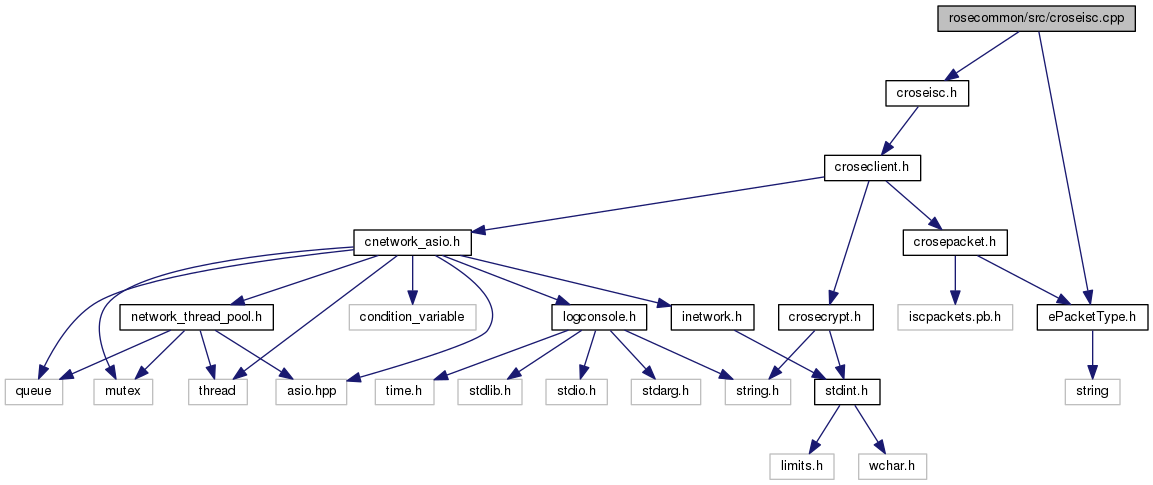 rosecommon/src/croseisc.cpp
croseisc.h
croseclient.h
cnetwork_asio.h
crosepacket.h
network_thread_pool.h
condition_variable
logconsole.h
inetwork.h
crosecrypt.h
iscpackets.pb.h
ePacketType.h
queue
mutex
thread
asio.hpp
time.h
stdlib.h
stdio.h
stdarg.h
string.h
stdint.h
string
limits.h
wchar.h